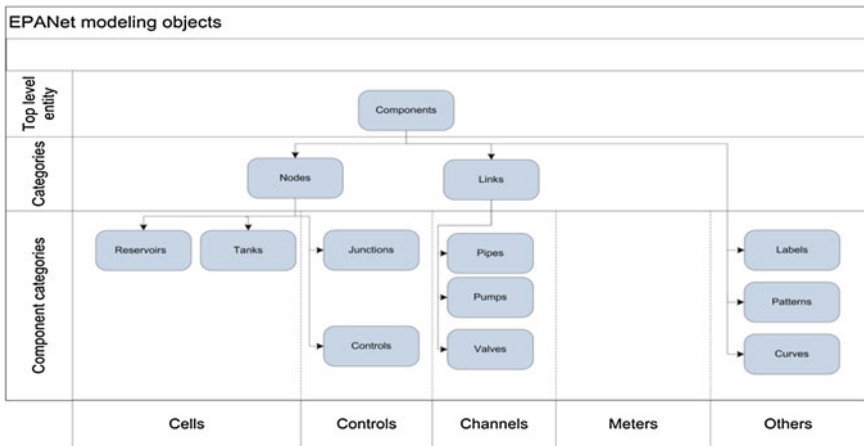 EPANet modeling objects
Top level
entity
Components
Categories
Nodes
Links
Component categories
Reservoirs
Tanks
Junctions
Pipes
Labels
Pumps
Patterns
Controls
Valves
Curves
Cells
Controls
Channels
Meters
Others